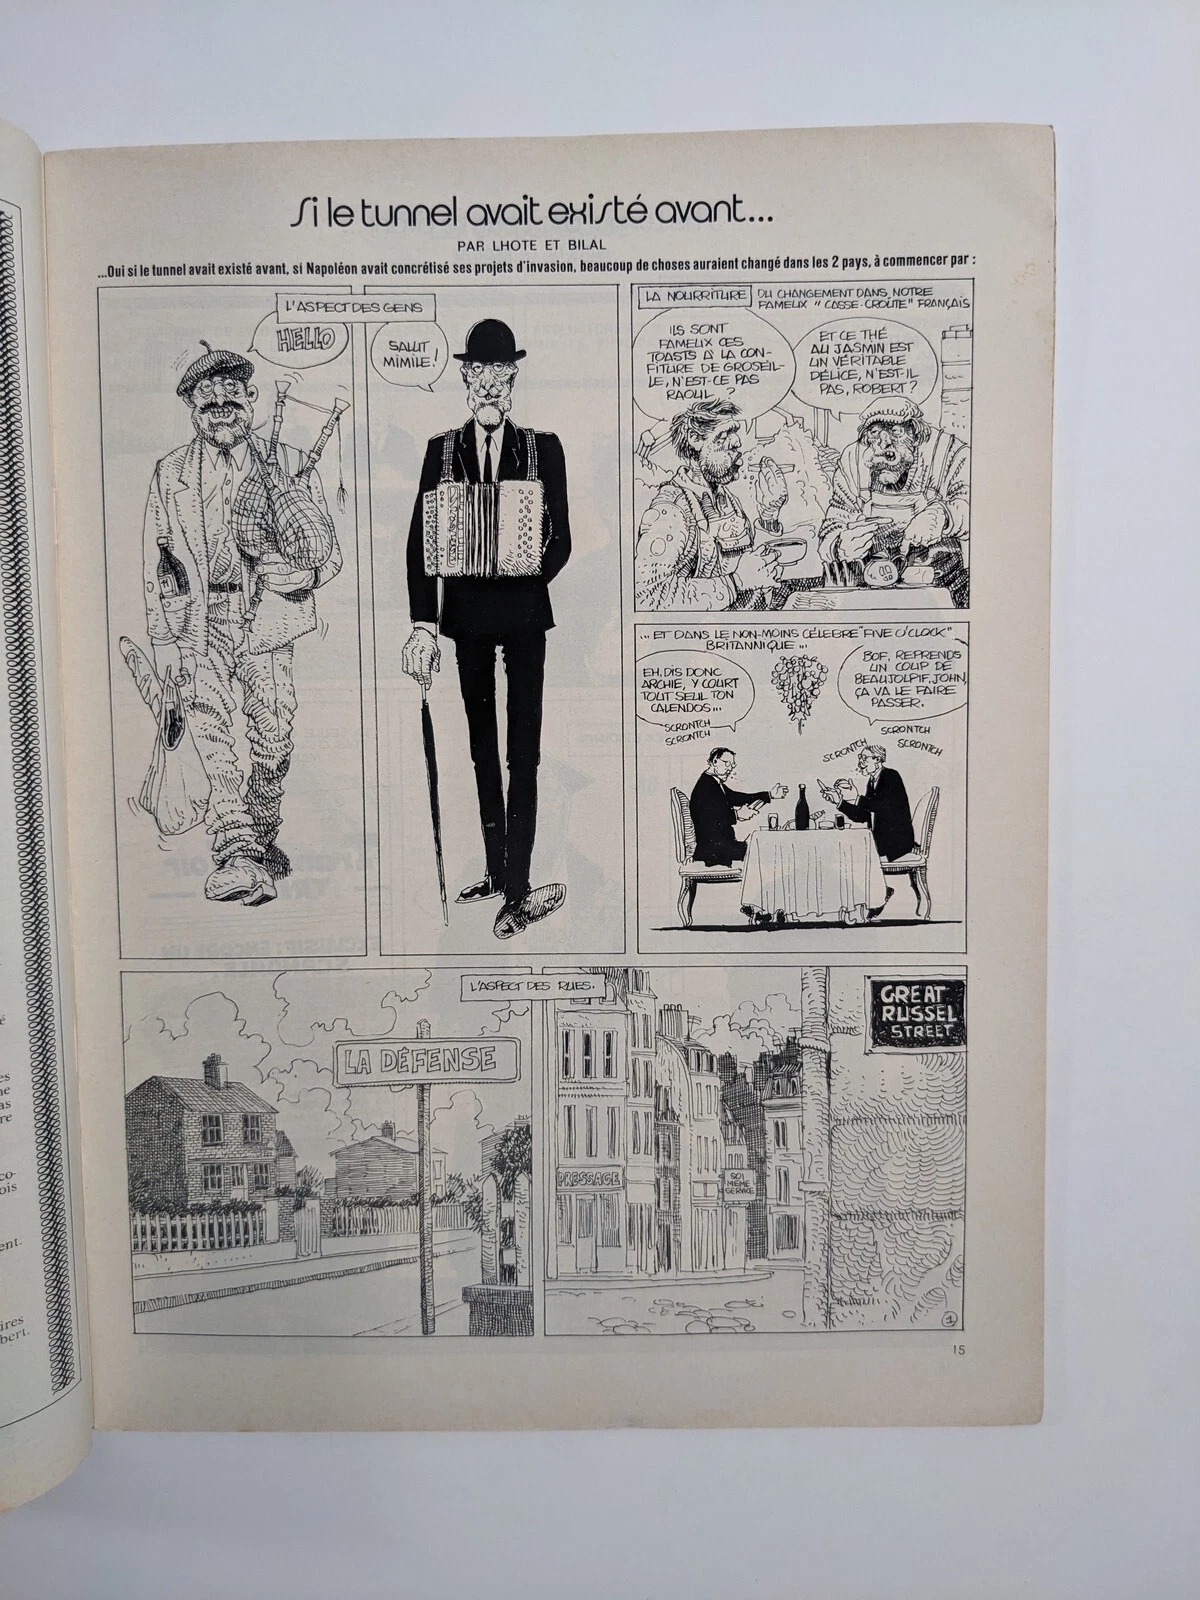 Si le tunnel avait existé avant...
PAR LHOTE ET BILAL
...Oui si le tunnel avait existé avant, si Napoléon avait concrétisé ses projets d'invasion, beaucoup de choses auraient changé dans les 2 pays, à commencer par :
L'ASPECT DES GENS
HELLO
SALUT
MIMILE!
LA NOURRITURE
DU CHANGEMENT DANS NOTRE
FAMEUX "CASSE-CROÛTE" FRANÇAIS
ILS SONT
FAMEUX CES
TOASTS À LA CON-
FITURE DE GROSEIL-
LE, N'EST-CE PAS
RAOUL ?
ET CE THÉ
AU JASMIN EST
UN VÉRITABLE
DÉLICE, N'EST-IL
PAS, ROBERT?
... ET DANS LE NON-MOINS CÉLEBRE "FIVE O'CLOCK"
BRITANNIQUE...
EH, DIS DONC
ARCHIE, Y COURT
TOUT SEUL TON
CALENDOS...
BOF, REPRENDS
UN COUP DE
BEAUJOLPIF, JOHN,
ÇA VA LE FAIRE
PASSER.
SCRONTCH
SCRONTCH
SCRONTCH
SCRONTCH
SCRONTCH
L'ASPECT DES RUES.
LA DÉFENSE
GREAT
RUSSEL
STREET
PRESSAGE
SOI
MÊME
SERVICE
1
15
ent.
ires
bert.